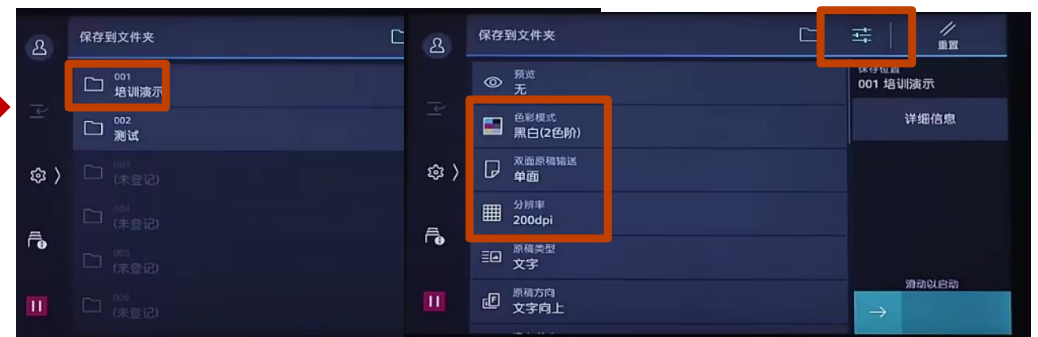 保存到文件夹
001
培训演示
002
测试
003
(未登记)
004
(未登记)
005
(未登记)
006
(未登记)
保存到文件夹
重置
预览
无
色彩模式
黑白(2色阶)
双面原稿输送
单面
分辨率
200dpi
原稿类型
文字
原稿方向
文字向上
保存位置
001 培训演示
详细信息
滑动以启动